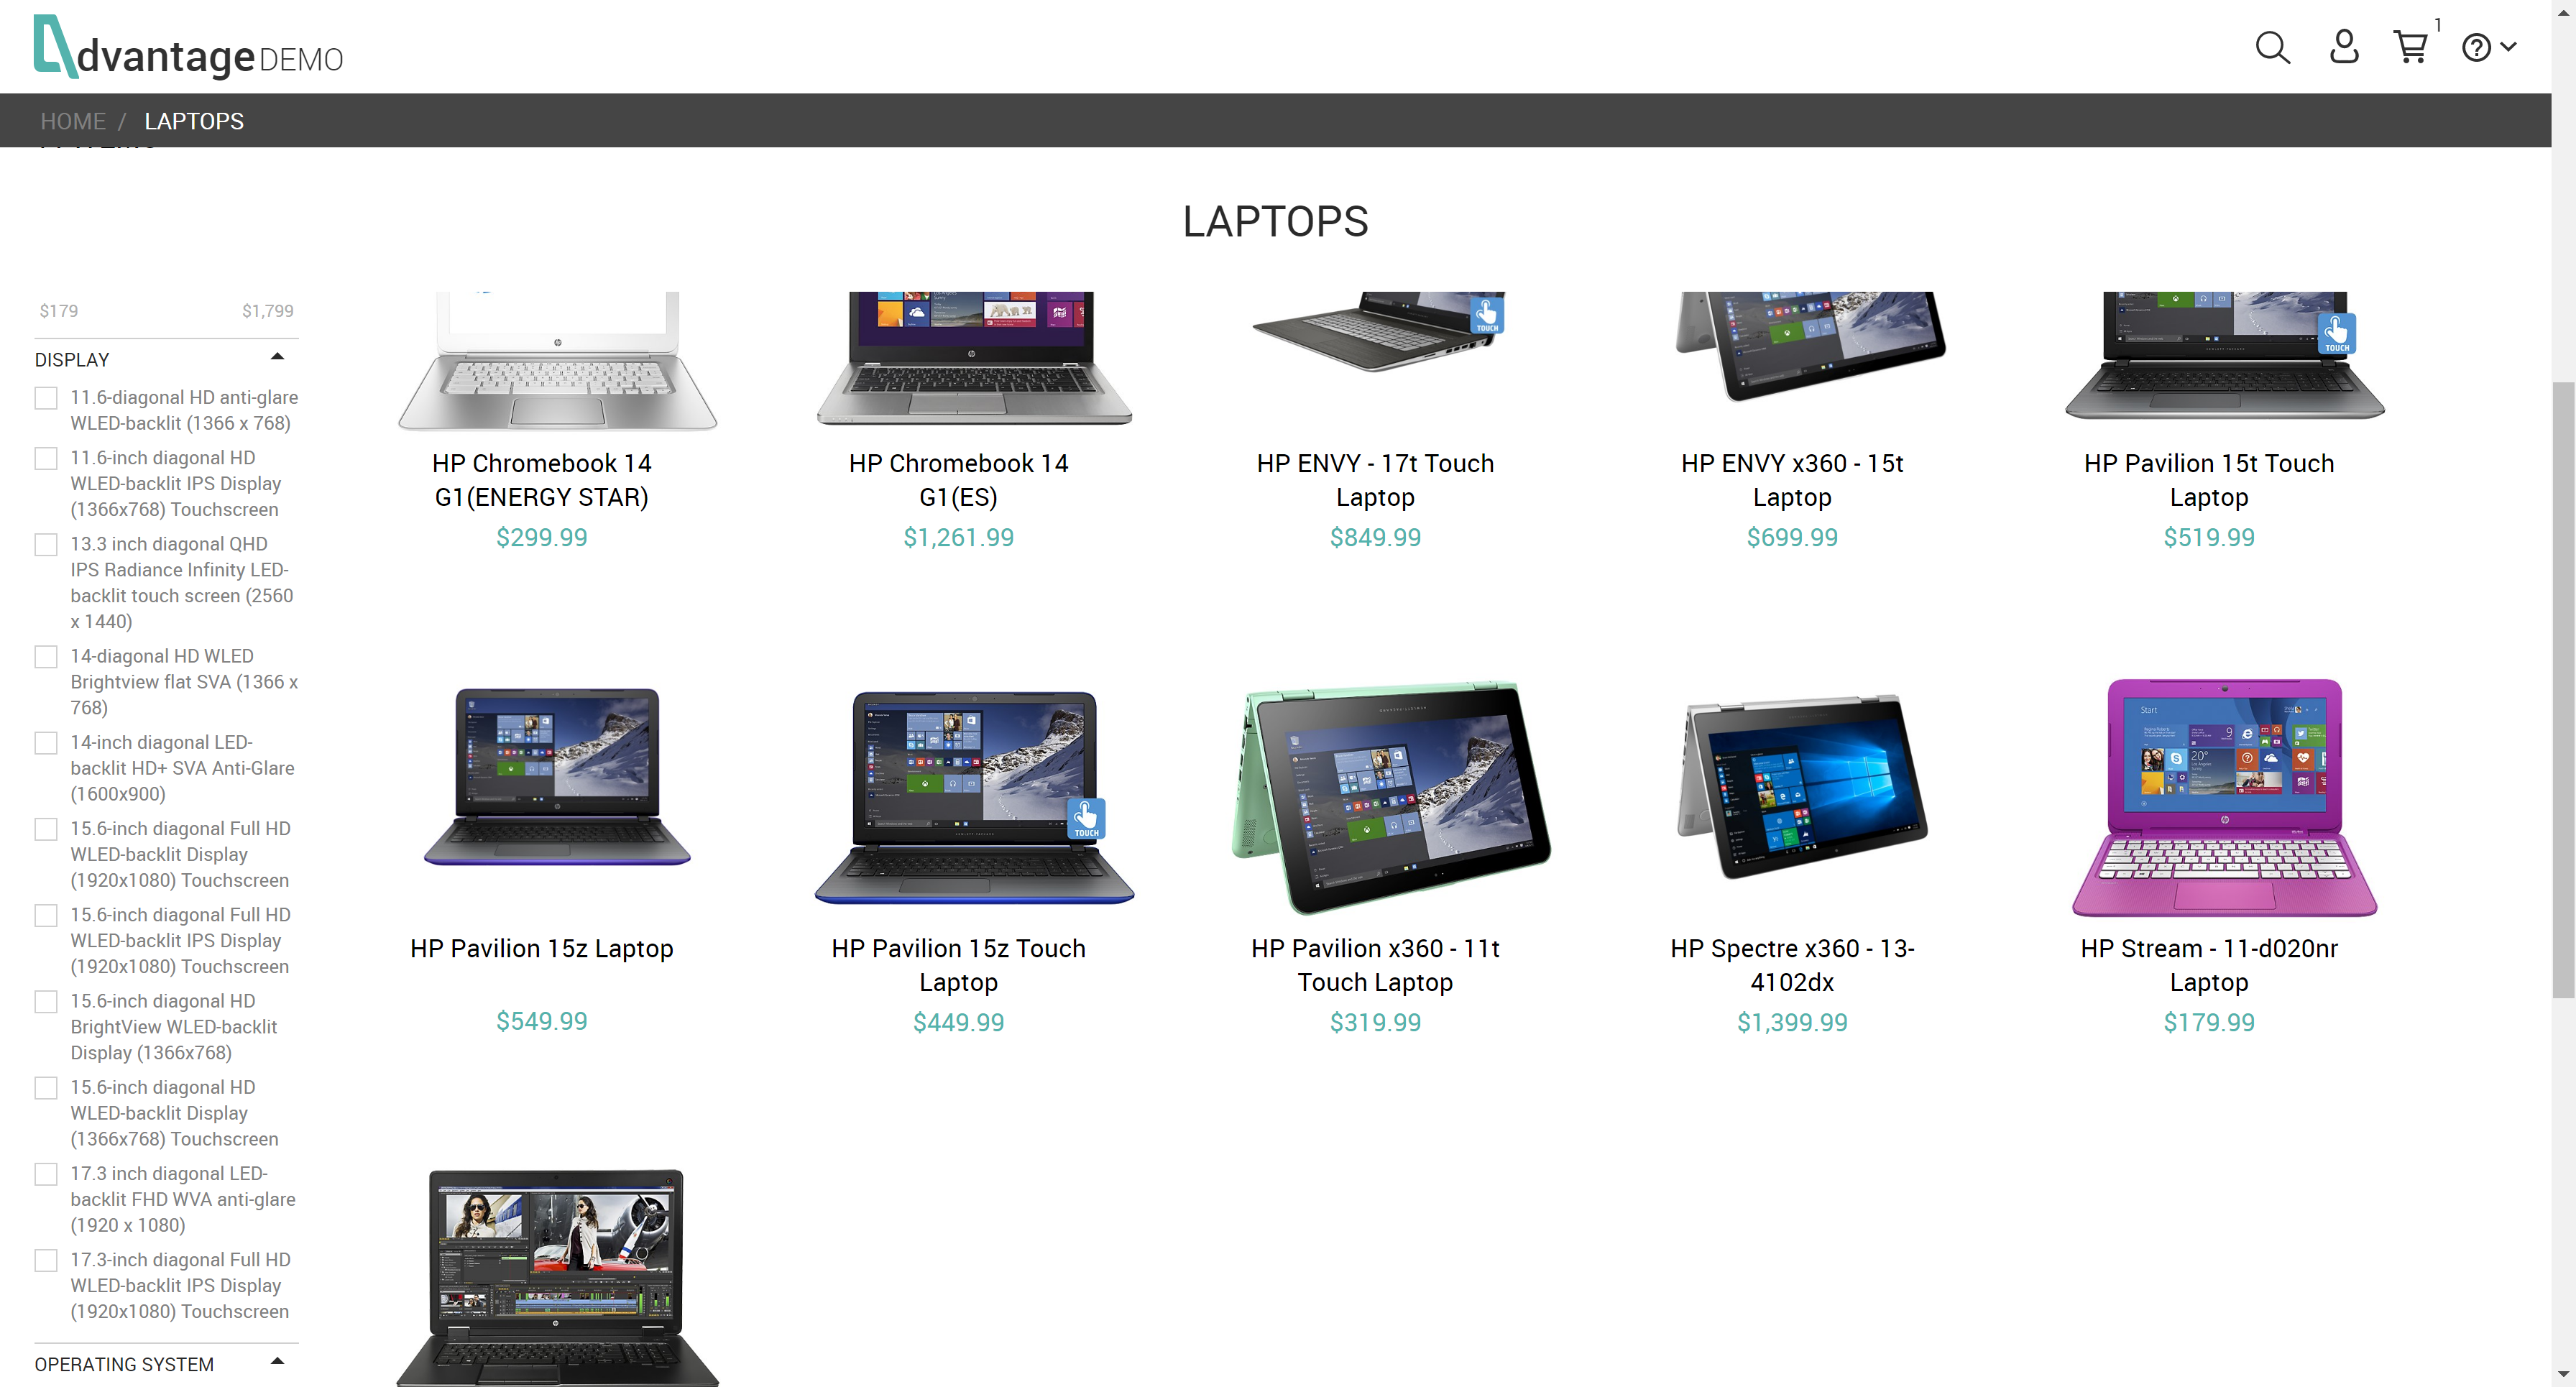 dvantage DEMO
1
HOME / LAPTOPS
LAPTOPS
$179 $1,799
DISPLAY
11.6-diagonal HD anti-glare
WLED-backlit (1366 x 768)
11.6-inch diagonal HD
WLED-backlit IPS Display
(1366x768) Touchscreen
13.3 inch diagonal QHD
IPS Radiance Infinity LED-
backlit touch screen (2560
x 1440)
14-diagonal HD WLED
Brightview flat SVA (1366 x
768)
14-inch diagonal LED-
backlit HD+ SVA Anti-Glare
(1600x900)
15.6-inch diagonal Full HD
WLED-backlit Display
(1920x1080) Touchscreen
15.6-inch diagonal Full HD
WLED-backlit IPS Display
(1920x1080) Touchscreen
15.6-inch diagonal HD
BrightView WLED-backlit
Display (1366x768)
15.6-inch diagonal HD
WLED-backlit Display
(1366x768) Touchscreen
17.3 inch diagonal LED-
backlit FHD WVA anti-glare
(1920 x 1080)
17.3-inch diagonal Full HD
WLED-backlit IPS Display
(1920x1080) Touchscreen
OPERATING SYSTEM
HP Chromebook 14
G1(ENERGY STAR)
$299.99
HP Chromebook 14
G1(ES)
$1,261.99
TOUCH
HP ENVY - 17t Touch
Laptop
$849.99
HP ENVY x360 - 15t
Laptop
$699.99
TOUCH
HP Pavilion 15t Touch
Laptop
$519.99
HP Pavilion 15z Laptop
$549.99
TOUCH
HP Pavilion 15z Touch
Laptop
$449.99
HP Pavilion x360 - 11t
Touch Laptop
$319.99
HP Spectre x360 - 13-
4102dx
$1,399.99
Start
HP Stream - 11-d020nr
Laptop
$179.99